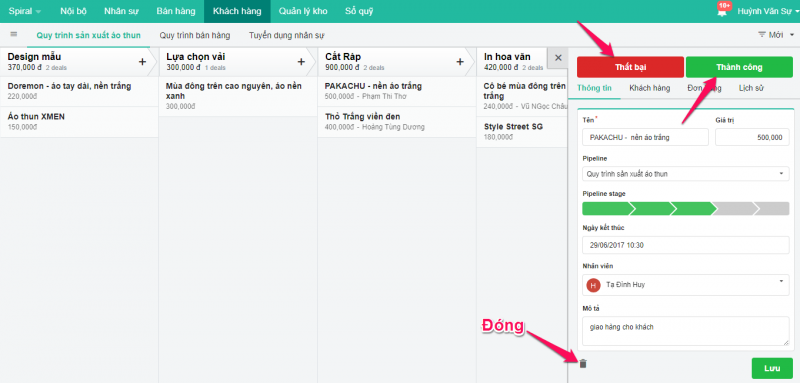 Spiral Nội bộ Nhân sự Bán hàng Khách hàng Quản lý kho Sổ quỹ 10+ Huỳnh Văn Sự
Quy trình sản xuất áo thun Quy trình bán hàng Tuyển dụng nhân sự Mới
Design mẫu
370,000 đ 2 deals
Doremon - áo tay dài, nền trắng
220,000đ
Áo thun XMEN
150,000đ
Lựa chọn vải
300,000 đ 1 deals
Mùa đông trên cao nguyên, áo nền xanh
300,000đ
Cắt Ráp
900,000 đ 2 deals
PAKACHU - nền áo trắng
500,000đ - Phạm Thi Thơ
Thỏ Trắng viền đen
400,000đ - Hoàng Tùng Dương
In hoa văn
420,000 đ 2 deals
Cô bé mùa đông trên
trắng
240,000đ - Vũ NGọc Châu
Style Street SG
180,000đ
Thất bại Thành công
Thông tin Khách hàng Lịch sử
Tên * Giá trị
PAKACHU - nền áo trắng 500,000
Pipeline
Quy trình sản xuất áo thun
Pipeline stage
Ngày kết thúc
29/06/2017 10:30
Nhân viên
H Tạ Đình Huy
Mô tả
giao hàng cho khách
Đóng
Lưu